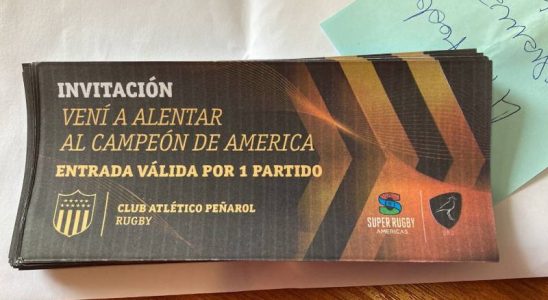 INVITACIÓN
VENÍ A ALENTAR
AL CAMPEÓN DE AMERICA
ENTRADA VÁLIDA POR 1 PARTIDO
CLUB ATLÉTICO PEÑAROL
RUGBY
SUPER RUGBY
AMERICAS